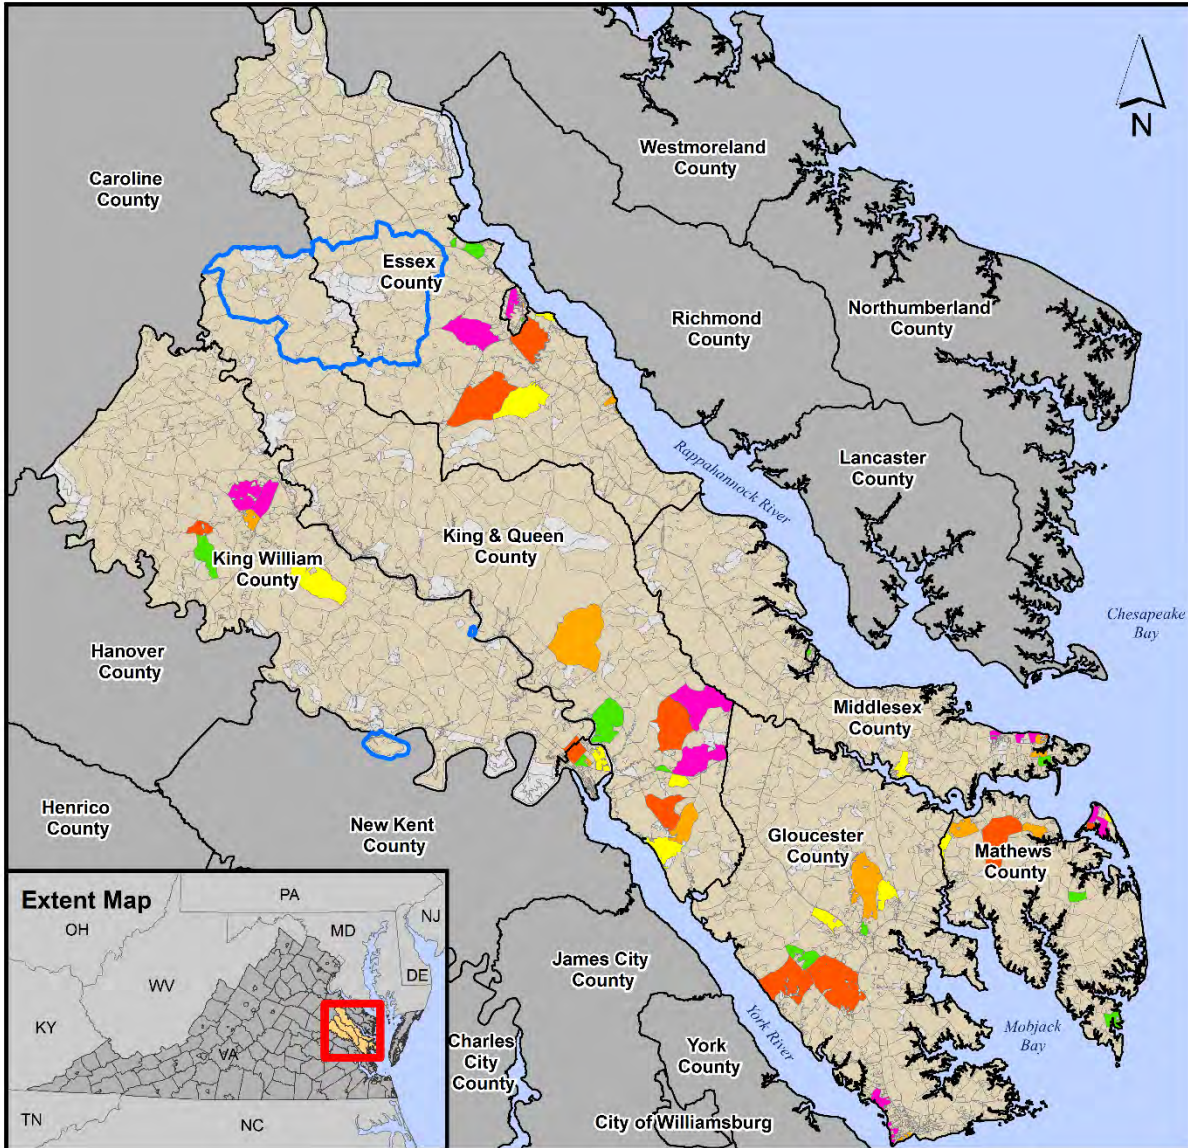 N
Westmoreland
County
Caroline
County
Essex
County
Northumberland
County
Richmond
County
Lancaster
County
Rappahannock River
King & Queen
County
King William
County
Chesapeake
Bay
Hanover
County
Middlesex
County
Henrico
County
New Kent
County
Gloucester
County
Mathews
County
James City
County
York River
Mobjack
Bay
Charles
City
County
York
County
City of Williamsburg
Extent Map
PA
NJ
OH
MD
DE
WV
KY
VA
TN
NC